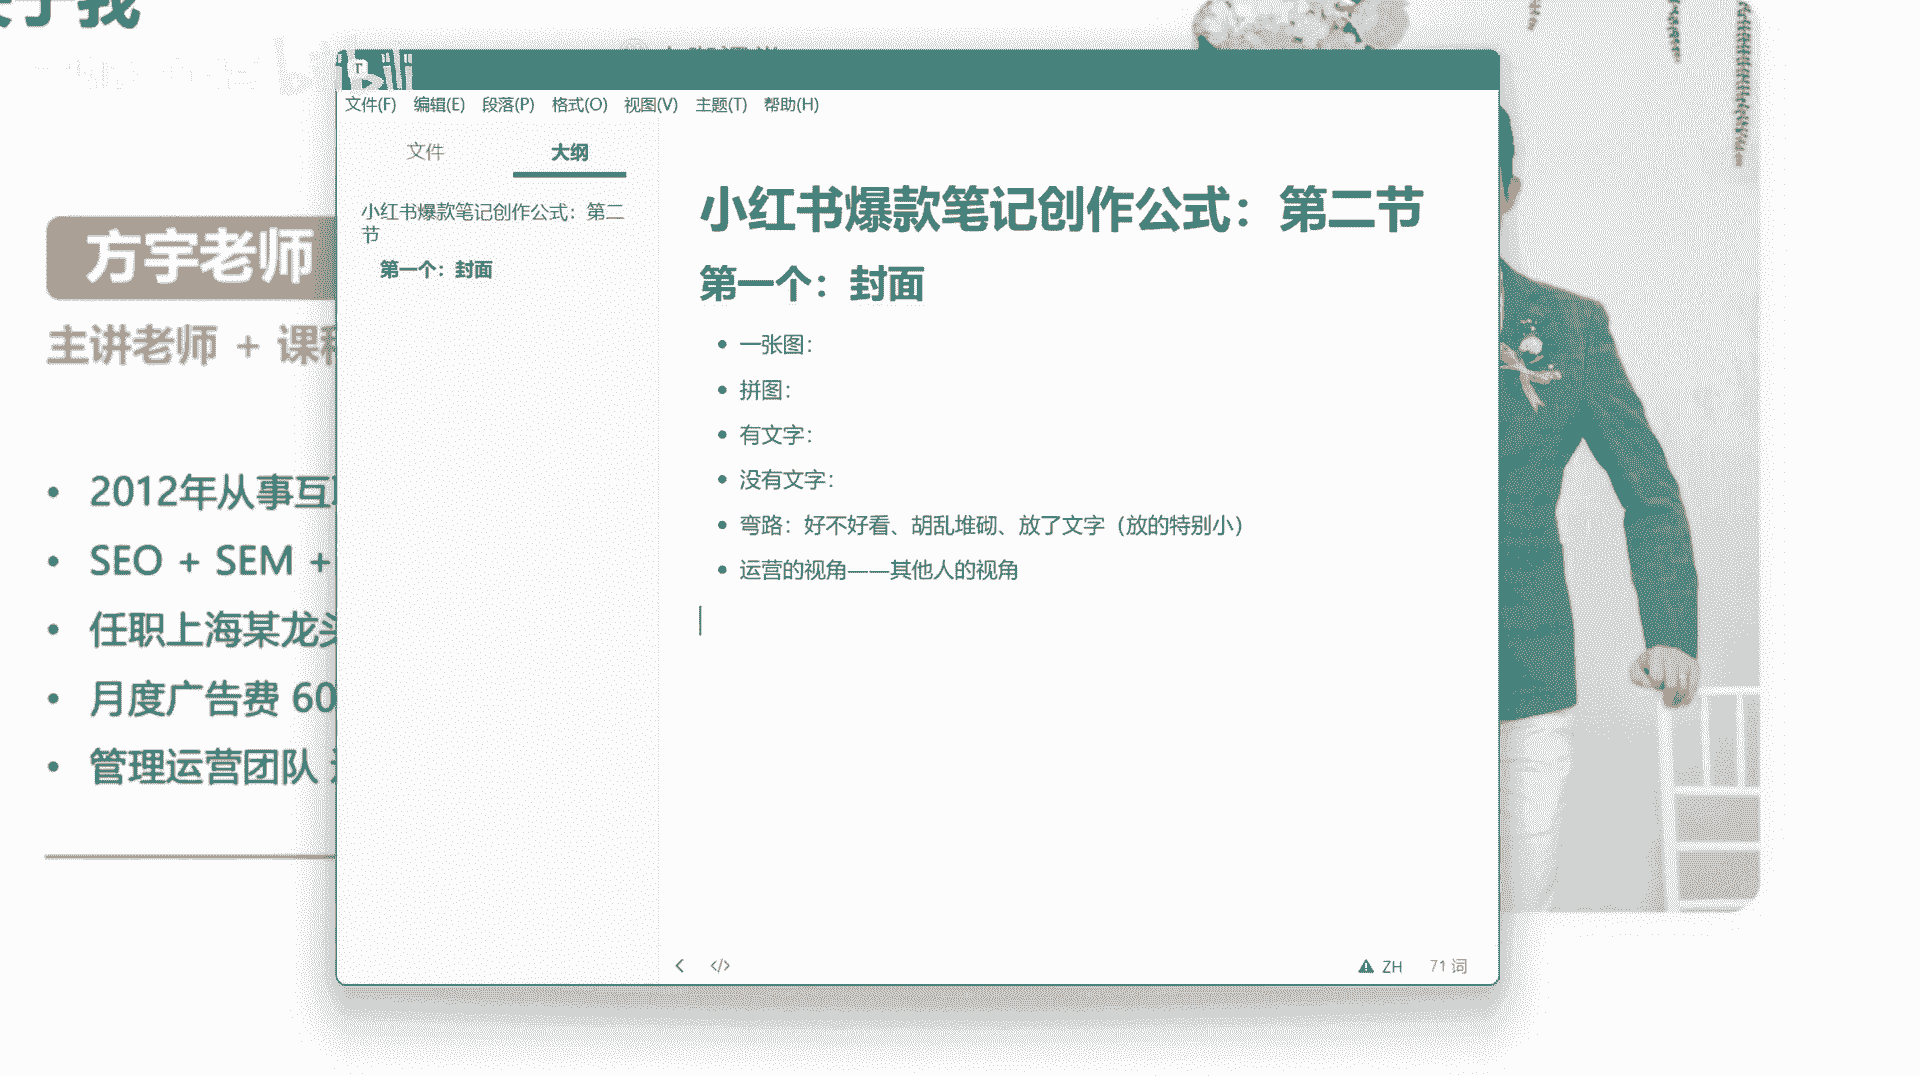 关于我
bilibili
T
文件(F) 编辑(E) 段落(P) 格式(O) 视图(V) 主题(T) 帮助(H)
文件 大纲
小红书爆款笔记创作公式：第二
节
第一个：封面
小红书爆款笔记创作公式：第二节
第一个：封面
一张图：
拼图：
有文字：
没有文字：
弯路：好不好看、胡乱堆砌、放了文字（放的特别小）
运营的视角——其他人的视角
</> ZH 71 词
方宇老师
主讲老师 + 课
2012年从事互
SEO + SEM +
任职上海某龙头
月度广告费 60
管理运营团队